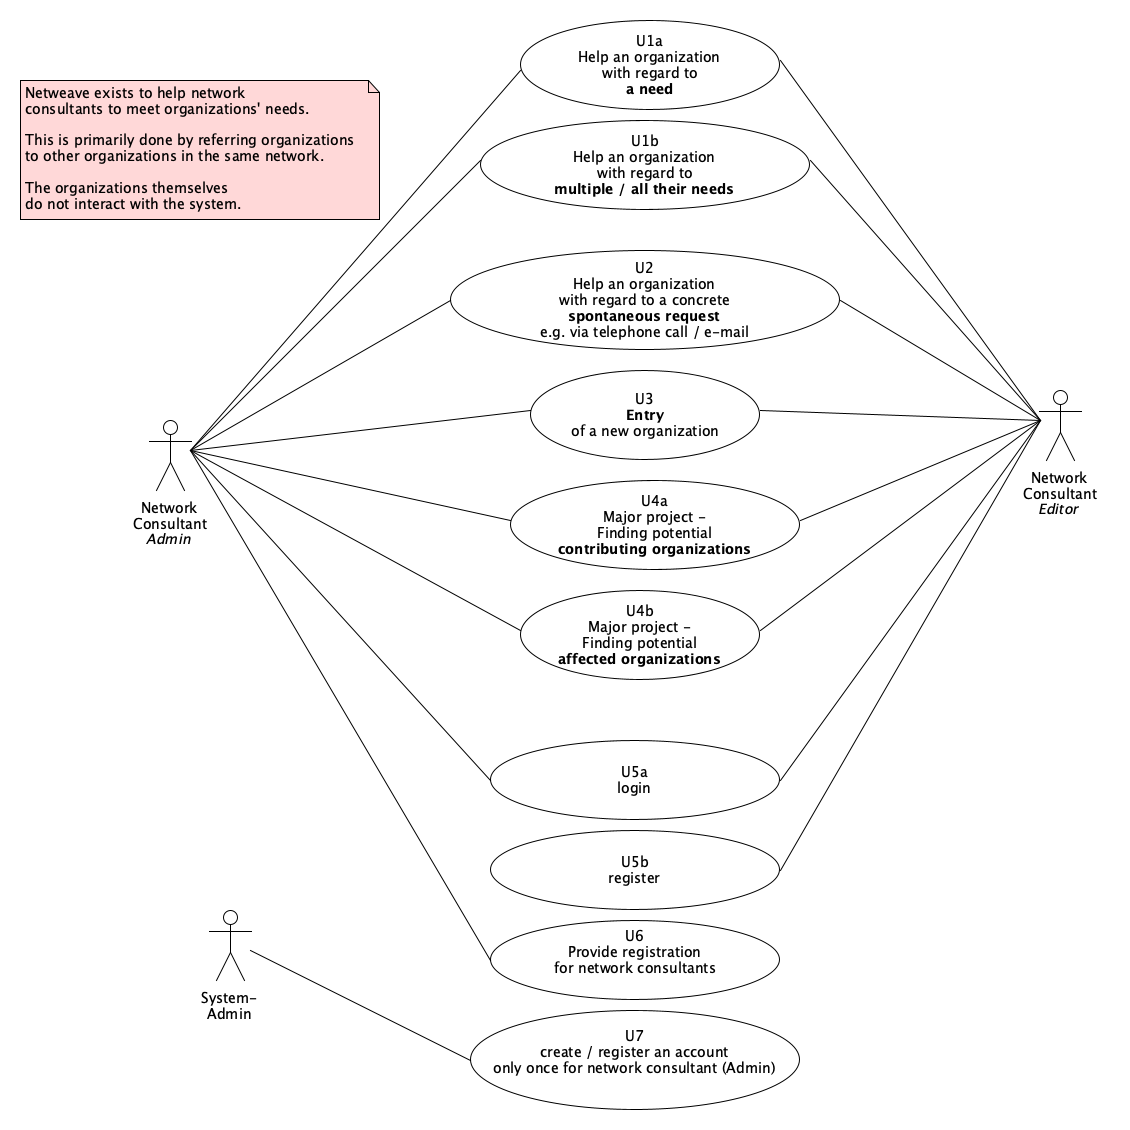 U1a
Help an organization
with regard to
a need
Netweave exists to help network
consultants to meet organizations' needs.
This is primarily done by referring organizations
to other organizations in the same network.
The organizations themselves
do not interact with the system.
U1b
Help an organization
with regard to
multiple / all their needs
U2
Help an organization
with regard to a concrete
spontaneous request
e.g. via telephone call / e-mail
U3
Entry
of a new organization
Network
Consultant
Admin
Network
Consultant
Editor
U4a
Major project -
Finding potential
contributing organizations
U4b
Major project -
Finding potential
affected organizations
U5a
login
U5b
register
U6
Provide registration
for network consultants
System-
Admin
U7
create / register an account
only once for network consultant (Admin)